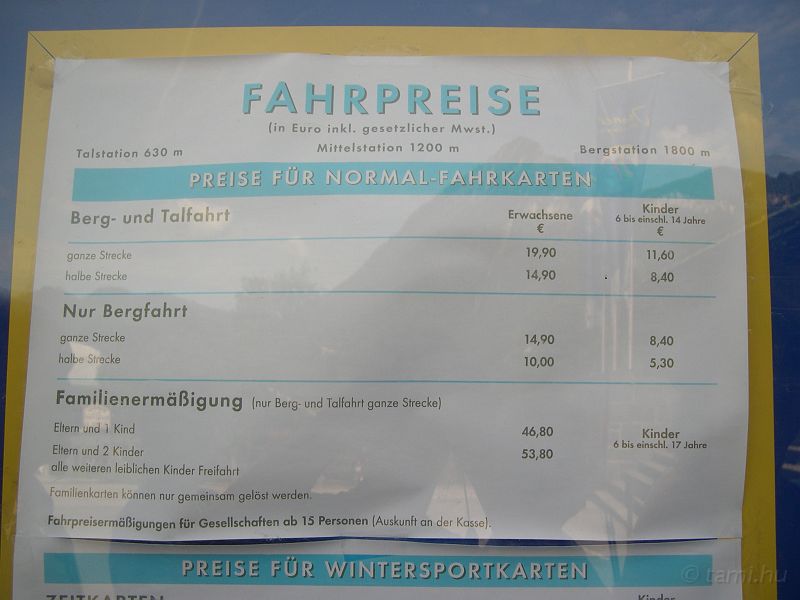 FAHRPREISE
(in Euro inkl. gesetzlicher Mwst.)
Talstation 630 m Mittelstation 1200 m Bergstation 1800 m
PREISE FÜR NORMAL-FAHRKARTEN
Berg- und Talfahrt Erwachsene € Kinder 6 bis einschl. 14 Jahre €
ganze Strecke 19,90 11,60
halbe Strecke 14,90 8,40
Nur Bergfahrt
ganze Strecke 14,90 8,40
halbe Strecke 10,00 5,30
Familienermäßigung (nur Berg- und Talfahrt ganze Strecke)
Eltern und 1 Kind 46,80 Kinder
Eltern und 2 Kinder 53,80 6 bis einschl. 17 Jahre
alle weiteren leiblichen Kinder Freifahrt
Familienkarten können nur gemeinsam gelöst werden.
Fahrpreisermäßigungen für Gesellschaften ab 15 Personen (Auskunft an der Kasse).
PREISE FÜR WINTERSPORTKARTEN
ZEITKARTEN Kinder
© tami.hu